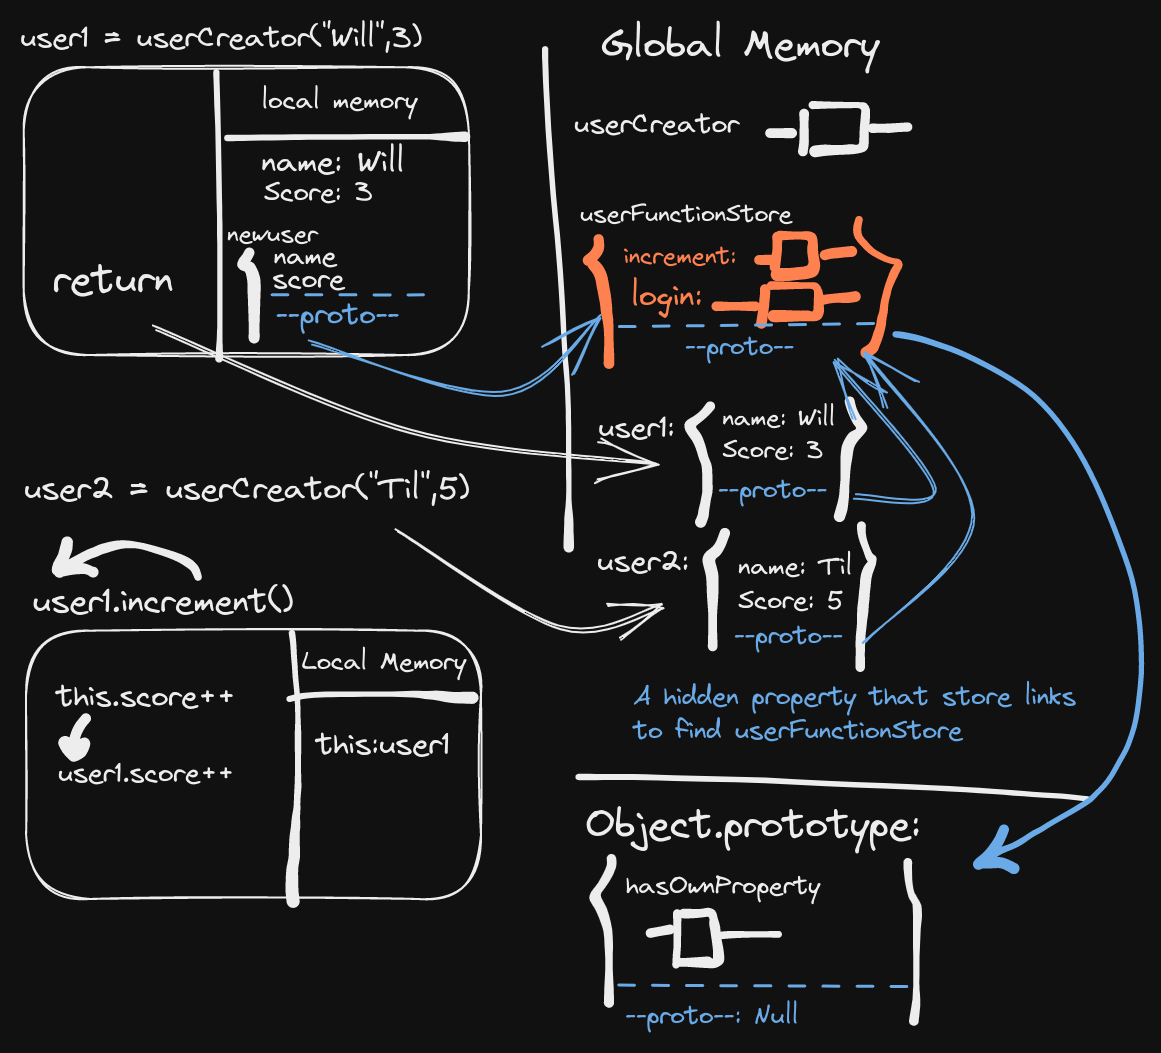 user1 = userCreator("Will",3)
local memory
name: Will
Score: 3
newuser
name
score
--proto--
return
user2 = userCreator("Til",5)
user1.increment()
Local Memory
this.score++
this:user1
user1.score++
Global Memory
userCreator
userFunctionStore
increment:
login:
--proto--
user1:
name: Will
Score: 3
--proto--
user2:
name: Til
Score: 5
--proto--
A hidden property that store links
to find userFunctionStore
Object.prototype:
hasOwnProperty
--proto--: Null